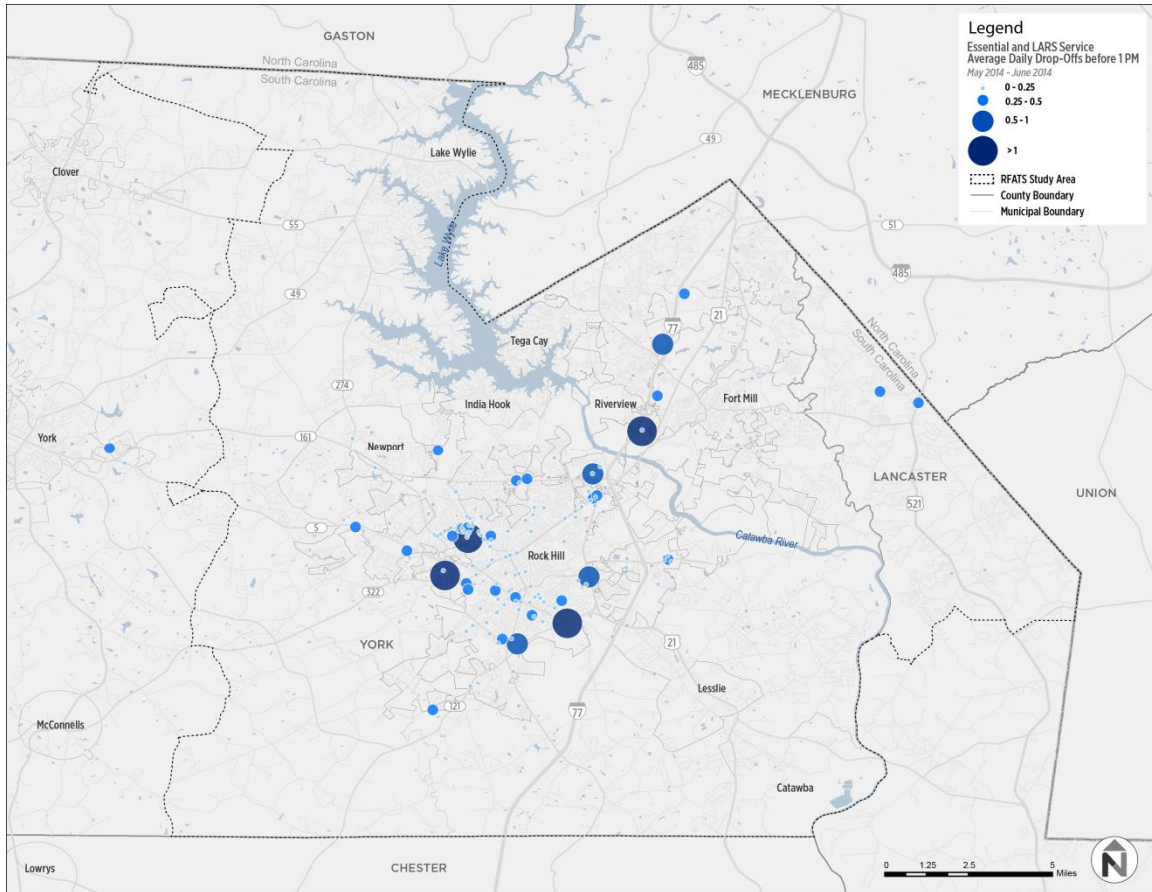 GASTON
North Carolina
South Carolina
485
MECKLENBURG
49
Legend
Essential and LARS Service
Average Daily Drop-Offs before 1 PM
May 2014 - June 2014
0 - 0.25
0.25 - 0.5
0.5 - 1
> 1
RFATS Study Area
County Boundary
Municipal Boundary
Clover
Lake Wylie
55
Lake Wylie
51
485
49
21
77
North Carolina
South Carolina
Tega Cay
274
India Hook
Riverview
Fort Mill
York
161
Newport
LANCASTER
UNION
521
5
Rock Hill
Catawba River
322
YORK
21
Lesslie
121
77
McConnells
Catawba
Lowrys
CHESTER
0 1.25 2.5 5
Miles
N